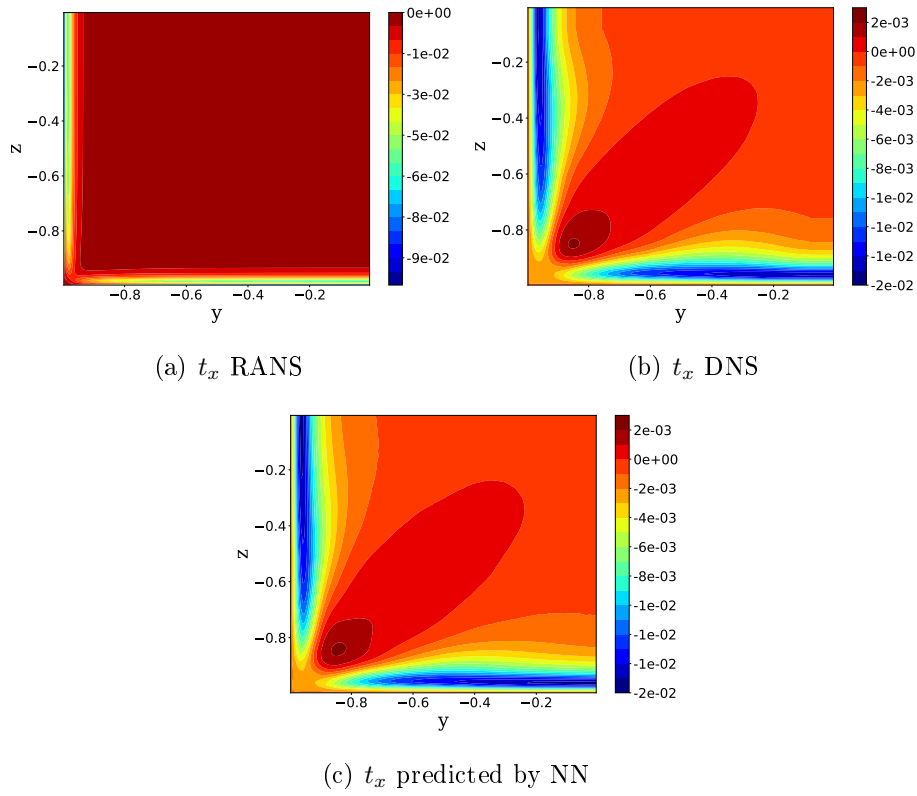 0e+00
-1e-02
-2e-02
-4e-02
-5e-02
-6e-02
-8e-02
-9e-02
−0.2
−0.4
−0.6
−0.8
z
−0.8 −0.6 −0.4 −0.2
y
(a) t_x RANS
2e-03
0e+00
-2e-03
-4e-03
-6e-03
-8e-03
-1e-02
-1e-02
-1e-02
-2e-02
−0.2
−0.4
−0.6
−0.8
z
−0.8 −0.6 −0.4 −0.2
y
(b) t_x DNS
2e-03
0e+00
-2e-03
-4e-03
-6e-03
-8e-03
-1e-02
-1e-02
-1e-02
-2e-02
−0.2
−0.4
−0.6
−0.8
z
−0.8 −0.6 −0.4 −0.2
y
(c) t_x predicted by NN